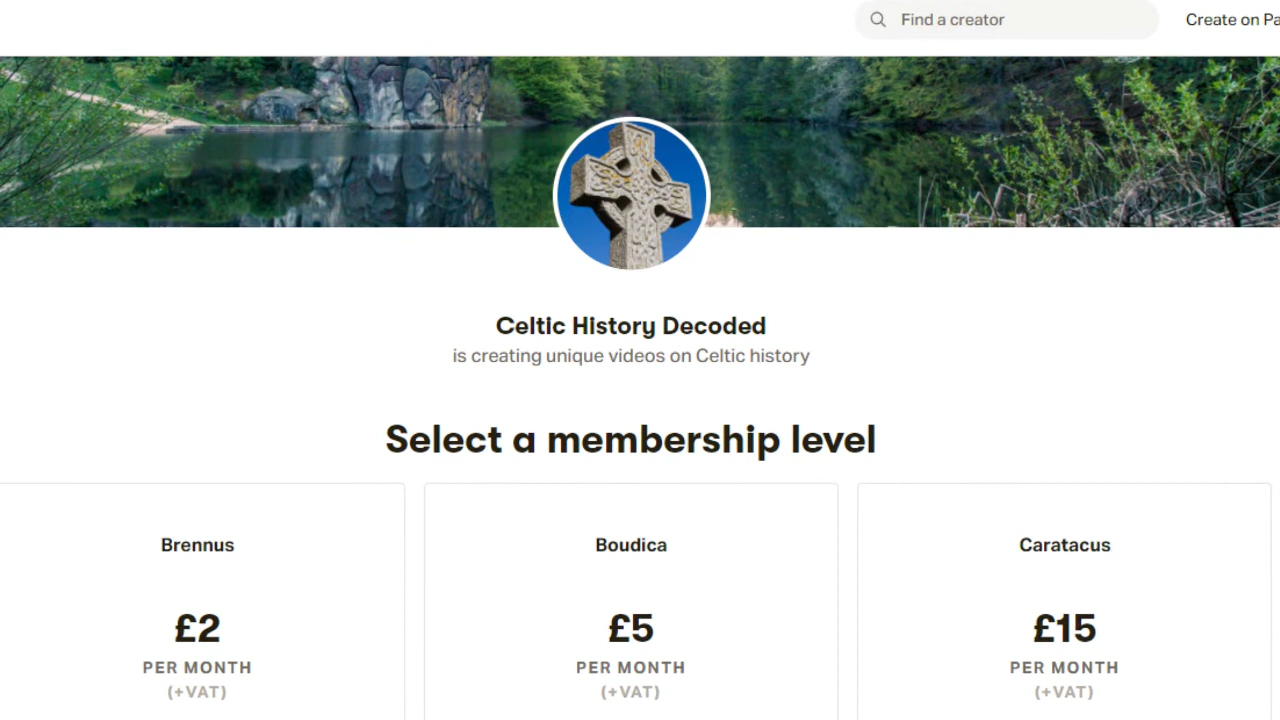 Find a creator
Create on Pa
Celtic History Decoded
is creating unique videos on Celtic history
Select a membership level
Brennus
Boudica
Caratacus
£2
£5
£15
PER MONTH
PER MONTH
PER MONTH
(+VAT)
(+VAT)
(+VAT)